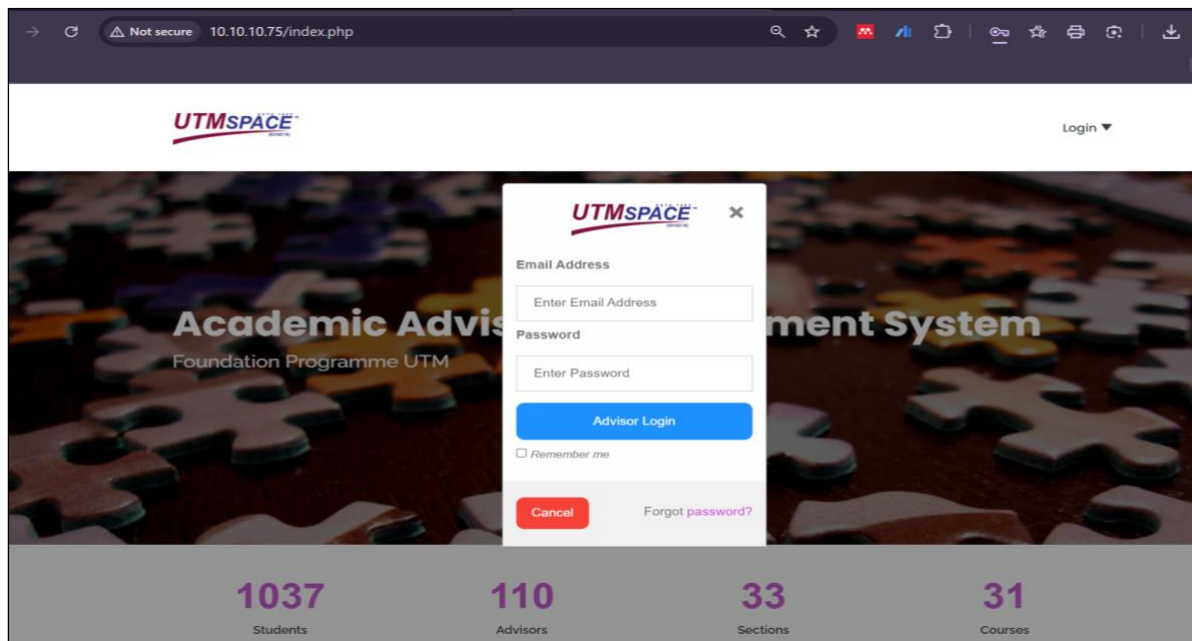 Not secure 10.10.10.75/index.php
UTMSPACE
Login ▼
UTMSPACE ×
Email Address
Enter Email Address
Academic Advis ment System
Password
Foundation Programme UTM
Enter Password
Advisor Login
Remember me
Cancel Forgot password?
1037 110 33 31
Students Advisors Sections Courses